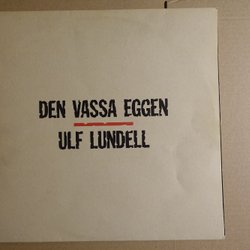 DEN VASSA EGGEN
ULF LUNDELL